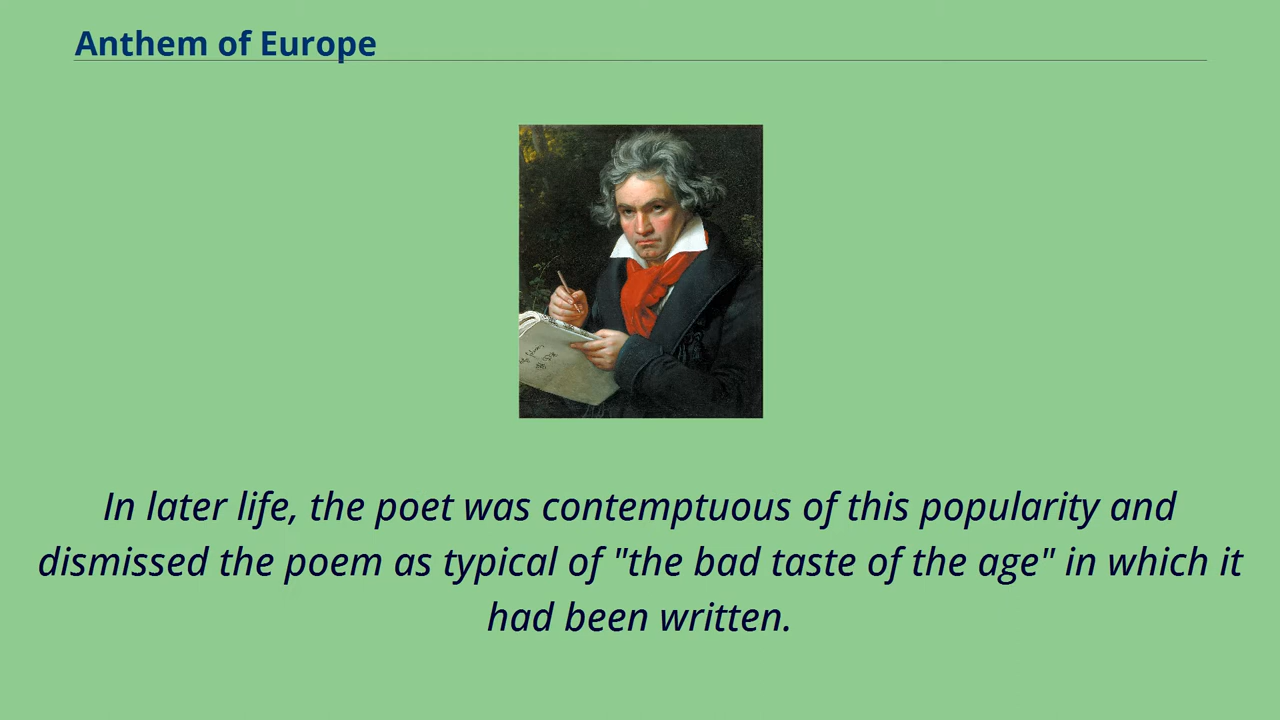 Anthem of Europe
In later life, the poet was contemptuous of this popularity and
dismissed the poem as typical of "the bad taste of the age" in which it
had been written.